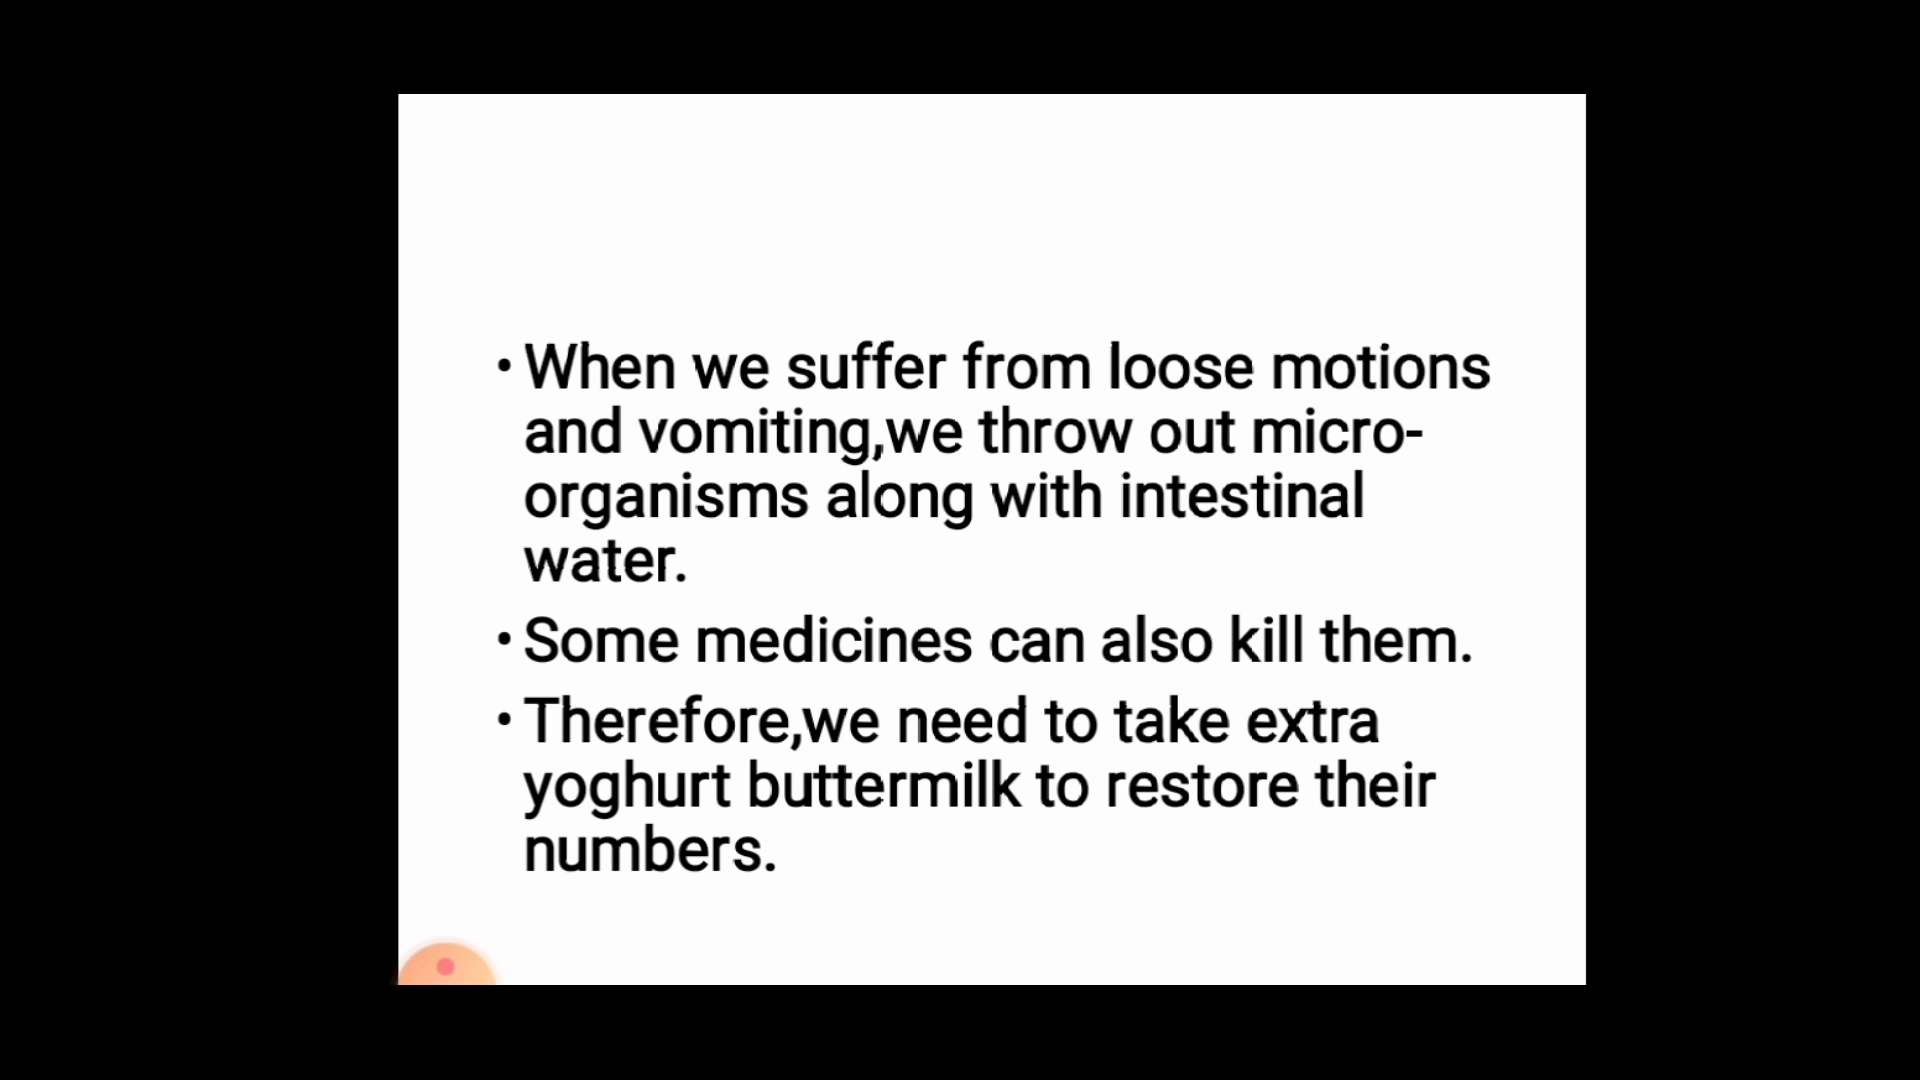 • When we suffer from loose motions
and vomiting,we throw out micro-
organisms along with intestinal
water.
• Some medicines can also kill them.
• Therefore,we need to take extra
yoghurt buttermilk to restore their
numbers.